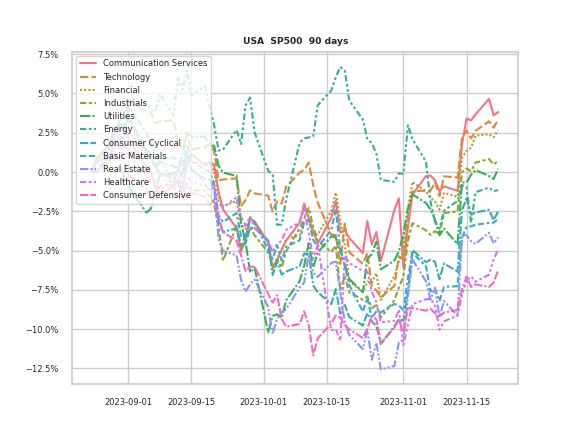 USA  SP500  90 days
7.5%
5.0%
2.5%
0.0%
−2.5%
−5.0%
−7.5%
−10.0%
−12.5%
Communication Services
Technology
Financial
Industrials
Utilities
Energy
Consumer Cyclical
Basic Materials
Real Estate
Healthcare
Consumer Defensive
2023-09-01 2023-09-15 2023-10-01 2023-10-15 2023-11-01 2023-11-15